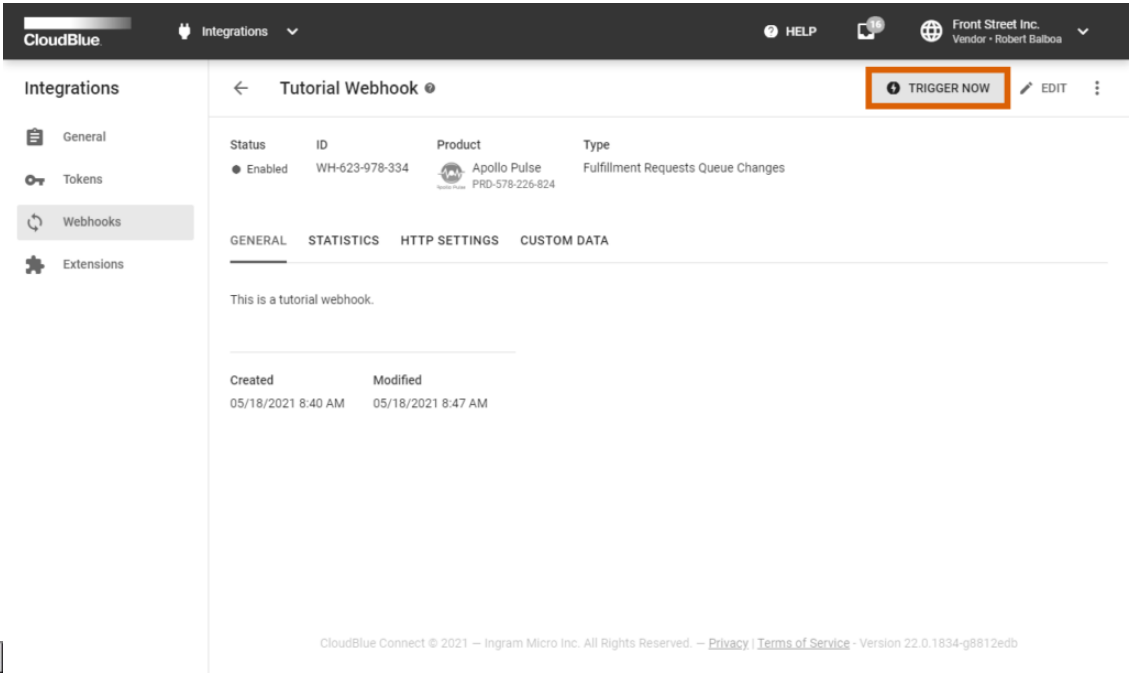 CloudBlue.
Integrations
HELP
16
Front Street Inc.
Vendor • Robert Balboa
Integrations
Tutorial Webhook
TRIGGER NOW
EDIT
General
Tokens
Webhooks
Extensions
Status
ID
Product
Type
Enabled
WH-623-978-334
Apollo Pulse
Apollo Pulse
PRD-578-226-824
Fulfillment Requests Queue Changes
GENERAL
STATISTICS
HTTP SETTINGS
CUSTOM DATA
This is a tutorial webhook.
Created
Modified
05/18/2021 8:40 AM
05/18/2021 8:47 AM
CloudBlue Connect © 2021 — Ingram Micro Inc. All Rights Reserved. — Privacy | Terms of Service - Version 22.0.1834-g8812edb